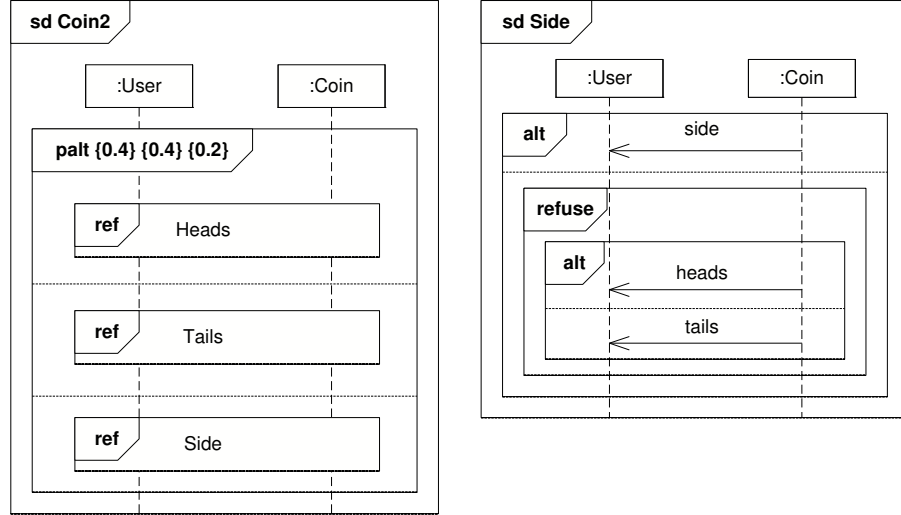 sd Coin2
:User
:Coin
palt {0.4} {0.4} {0.2}
ref
Heads
ref
Tails
ref
Side
sd Side
:User
:Coin
alt
side
refuse
alt
heads
tails